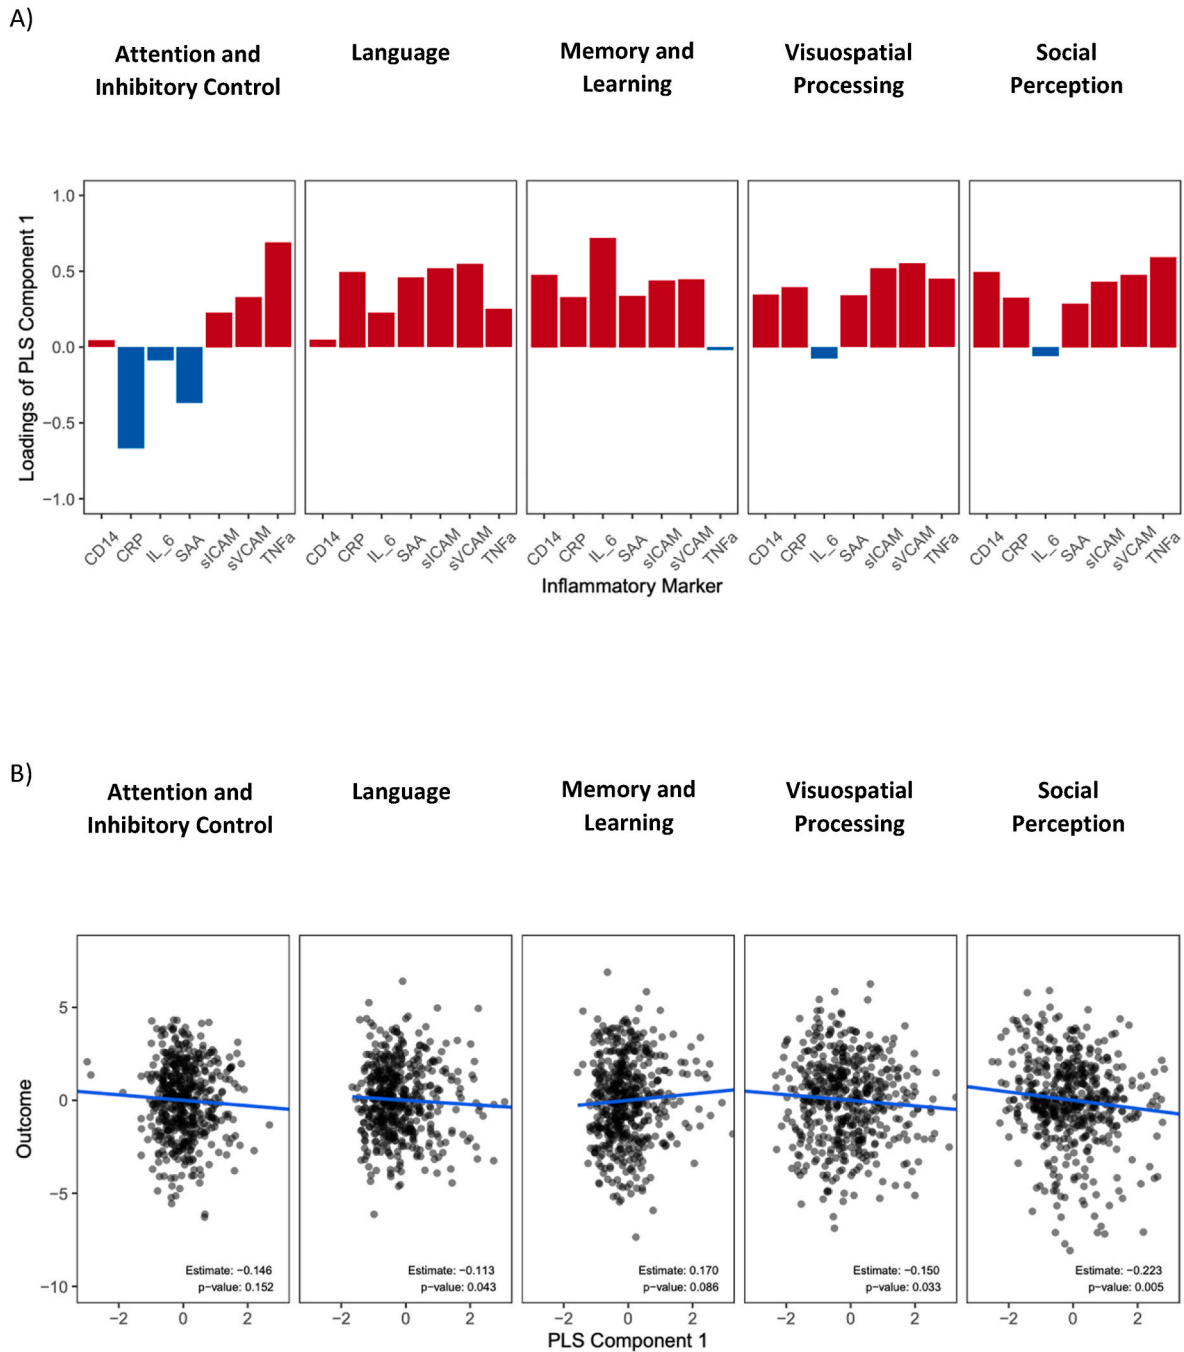 A)
Attention and
Inhibitory Control
Language
Memory and
Learning
Visuospatial
Processing
Social
Perception
Loadings of PLS Component 1
1.0
0.5
0.0
−0.5
−1.0
CD14 CRP IL_6 SAA sICAM sVCAM TNFa
CD14 CRP IL_6 SAA sICAM sVCAM TNFa
CD14 CRP IL_6 SAA sICAM sVCAM TNFa
CD14 CRP IL_6 SAA sICAM sVCAM TNFa
CD14 CRP IL_6 SAA sICAM sVCAM TNFa
Inflammatory Marker
B)
Attention and
Inhibitory Control
Language
Memory and
Learning
Visuospatial
Processing
Social
Perception
Outcome
5
0
−5
−10
Estimate: −0.146
p−value: 0.152
Estimate: −0.113
p−value: 0.043
Estimate: 0.170
p−value: 0.086
Estimate: −0.150
p−value: 0.033
Estimate: −0.223
p−value: 0.005
−2 0 2
−2 0 2
−2 0 2
−2 0 2
−2 0 2
PLS Component 1